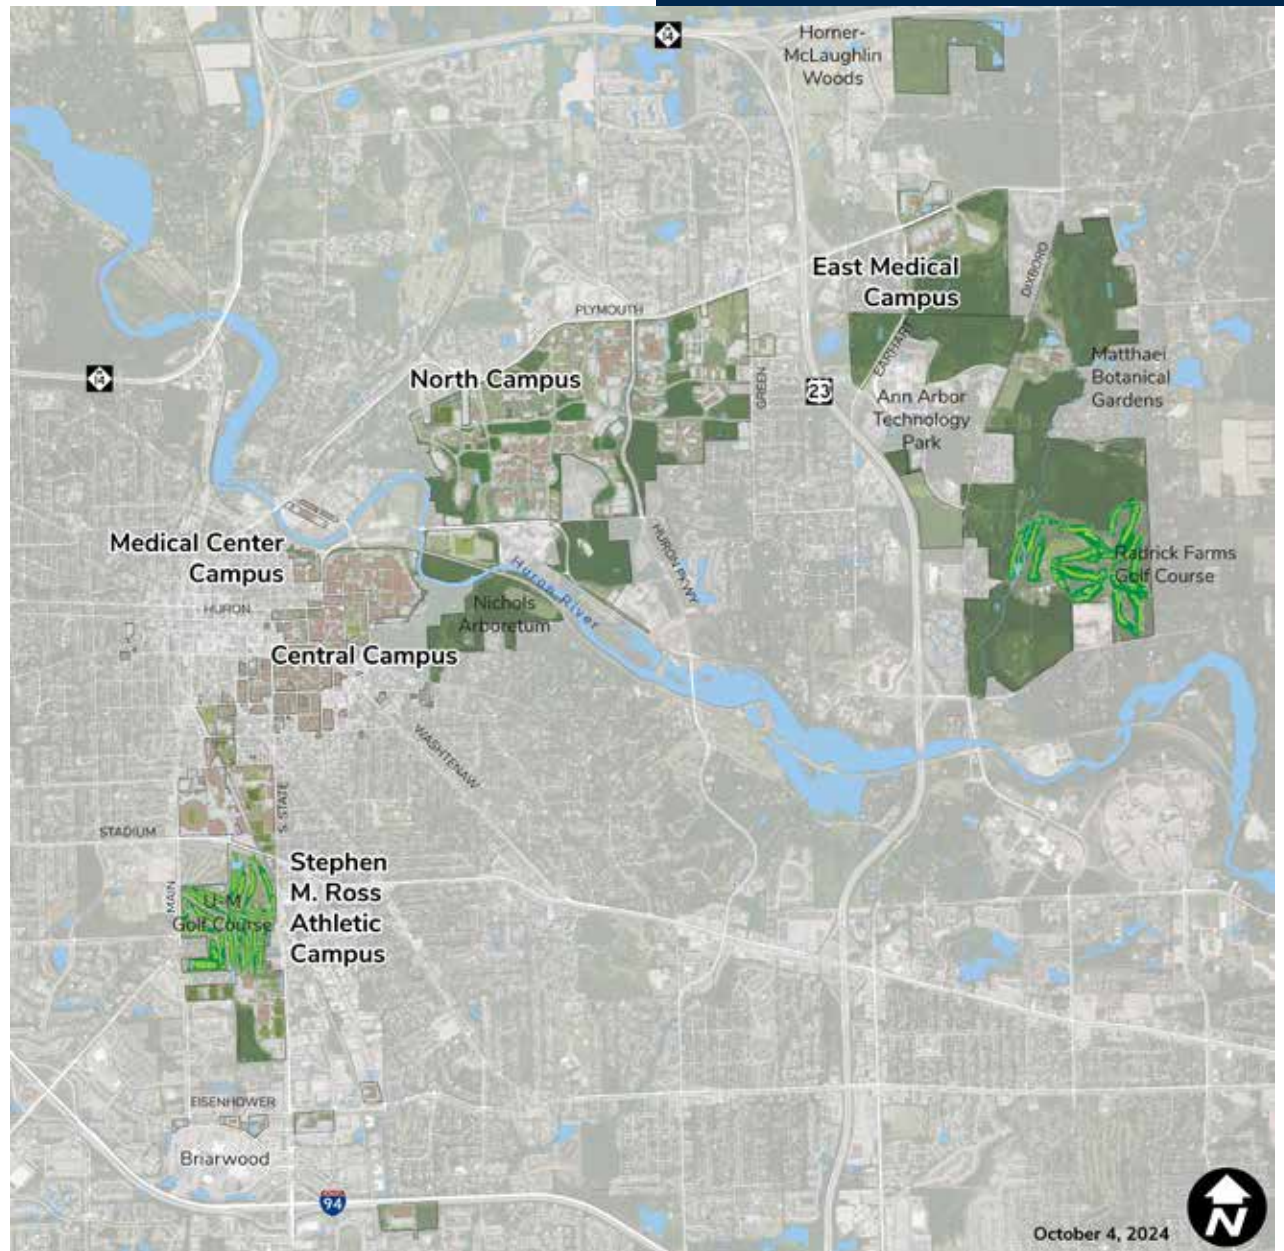 14
Horner-
McLaughlin
Woods
East Medical
Campus
DIXBORO
PLYMOUTH
EARHART
Matthaei
Botanical
Gardens
14
North Campus
GREEN
23
Ann Arbor
Technology
Park
Medical Center
Campus
HURON PKWY
Radrick Farms
Golf Course
Huron River
HURON
Nichols
Arboretum
Central Campus
WASHTENAW
S. STATE
STADIUM
Stephen
M. Ross
Athletic
Campus
MAIN
U-M
Golf Course
EISENHOWER
Briarwood
94
October 4, 2024
N